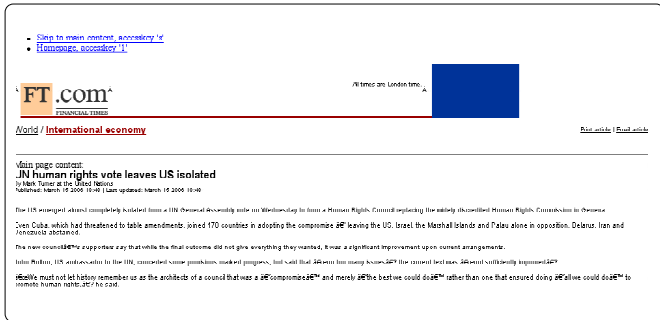 Skip to main content, accesskey 's'
Homepage, accesskey '1'
All times are London time.
Â FT.com Â Â
FINANCIAL TIMES
World / International economy Print article | Email article
Main page content:
UN human rights vote leaves US isolated
By Mark Turner at the United Nations
Published: March 15 2006 19:48 | Last updated: March 15 2006 19:48
The US emerged almost completely isolated from a UN General Assembly vote on Wednesday to form a Human Rights Council replacing the widely discredited Human Rights Commission in Geneva.
Even Cuba, which had threatened to table amendments, joined 170 countries in adopting the compromise â€“ leaving the US, Israel, the Marshall Islands and Palau alone in opposition. Belarus, Iran and
Venezuela abstained.
The new councilâ€™s supporters say that while the final outcome did not give everything they wanted, it was a significant improvement upon current arrangements.
John Bolton, US ambassador to the UN, conceded some provisions marked progress, but said that â€œon too many issuesâ€? the current text was â€œnot sufficiently improvedâ€?.
â€œWe must not let history remember us as the architects of a council that was a â€˜compromiseâ€™ and merely â€˜the best we could doâ€™ rather than one that ensured doing â€˜all we could doâ€™ to
promote human rights,â€? he said.